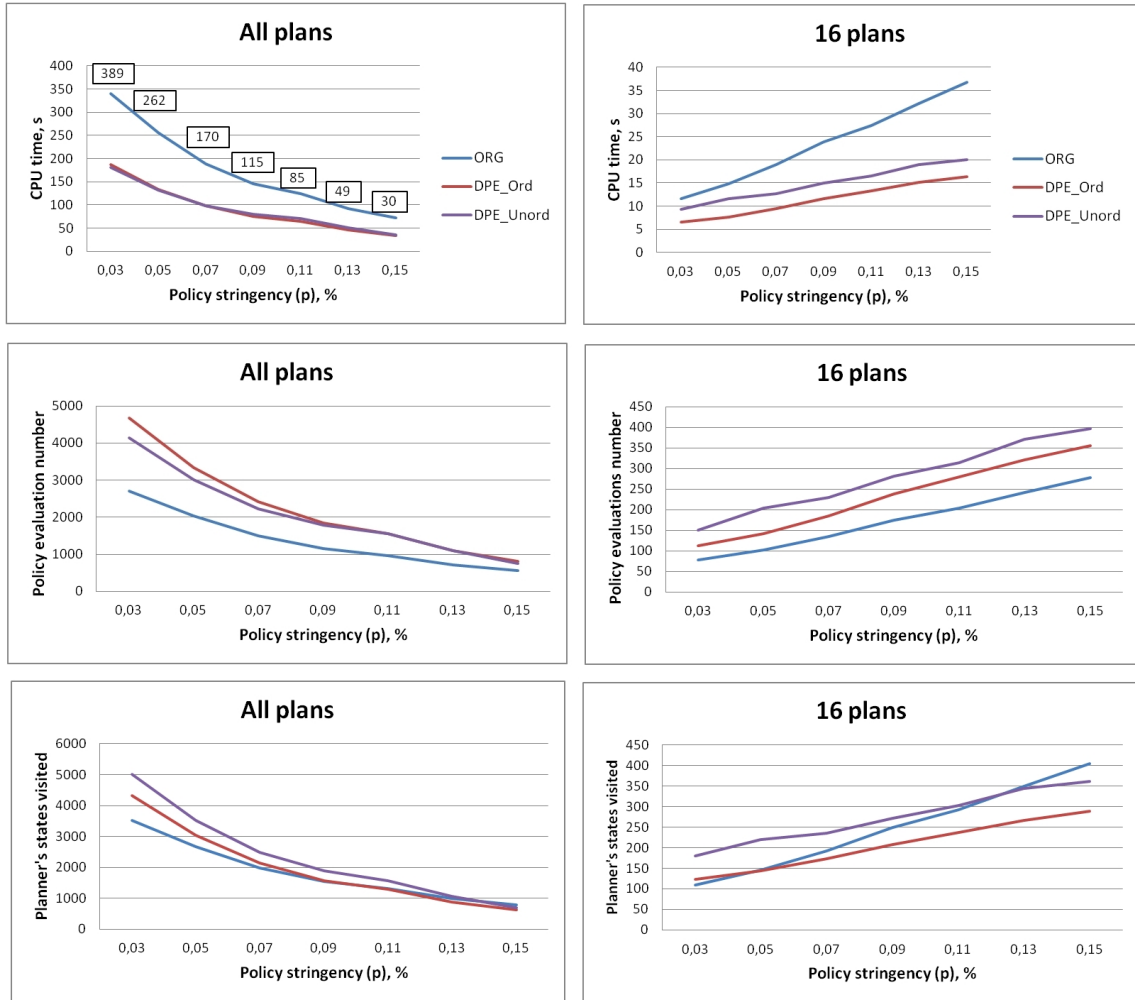 All plans
CPU time, s
400
350
300
250
200
150
100
50
0
389
262
170
115
85
49
30
0,03 0,05 0,07 0,09 0,11 0,13 0,15
Policy stringency (p), %
ORG
DPE_Ord
DPE_Unord
16 plans
CPU time, s
40
35
30
25
20
15
10
5
0
0,03 0,05 0,07 0,09 0,11 0,13 0,15
Policy stringency (p), %
ORG
DPE_Ord
DPE_Unord
All plans
Policy evaluation number
5000
4000
3000
2000
1000
0
0,03 0,05 0,07 0,09 0,11 0,13 0,15
Policy stringency (p), %
16 plans
Policy evaluations number
450
400
350
300
250
200
150
100
50
0
0,03 0,05 0,07 0,09 0,11 0,13 0,15
Policy stringency (p), %
All plans
Planner's states visited
6000
5000
4000
3000
2000
1000
0
0,03 0,05 0,07 0,09 0,11 0,13 0,15
Policy stringency (p), %
16 plans
Planner's states visited
450
400
350
300
250
200
150
100
50
0
0,03 0,05 0,07 0,09 0,11 0,13 0,15
Policy stringency (p), %